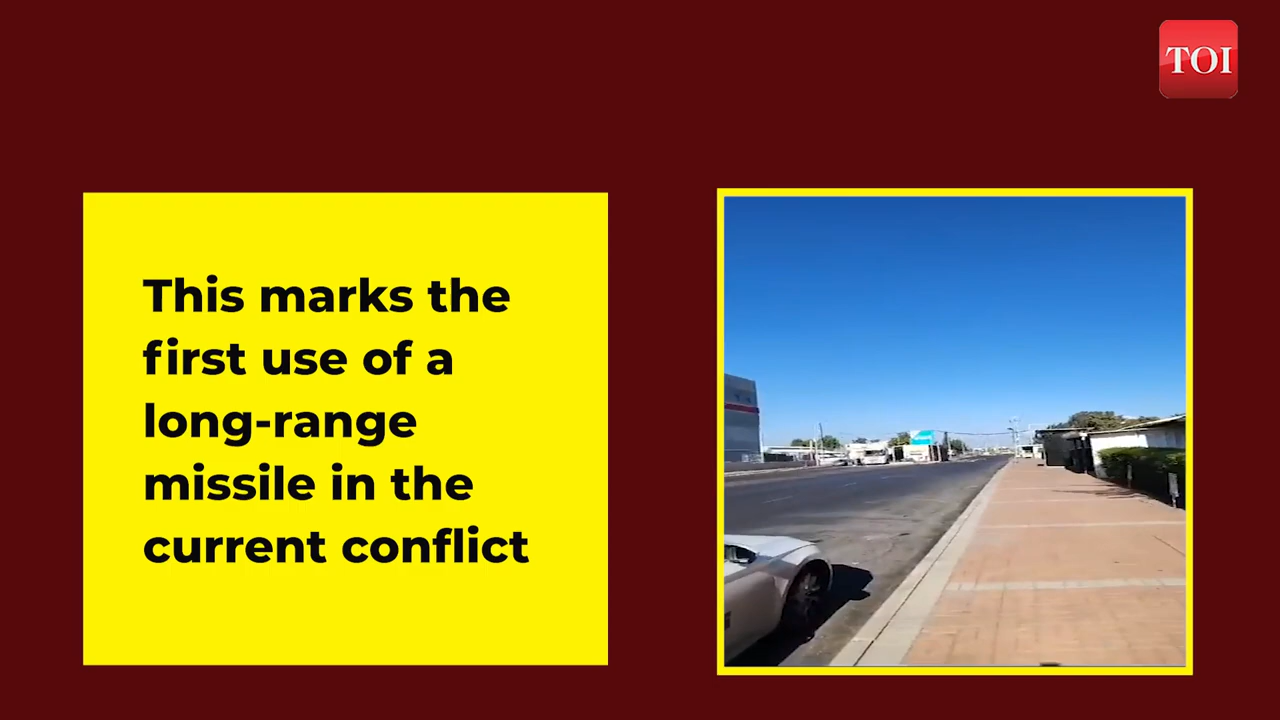 TOI
This marks the
first use of a
long-range
missile in the
current conflict